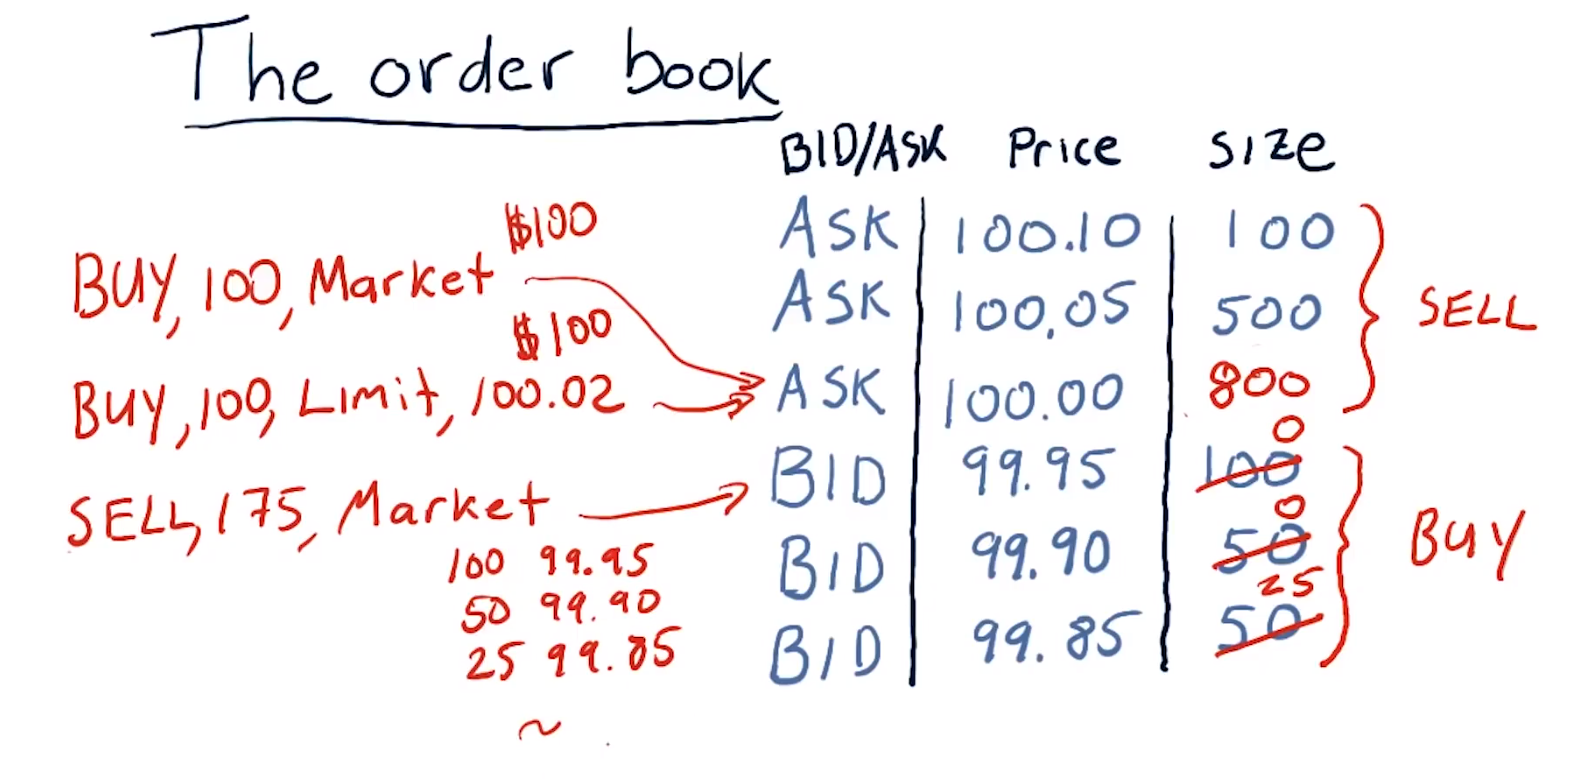 The order book
BID/ASK Price SIZE
ASK 100.10 100
ASK 100.05 500
ASK 100.00 800
BID 99.95 100 0
BID 99.90 50 0
BID 99.85 50 25
SELL
BUY
$100
BUY, 100, Market
$100
BUY, 100, Limit, 100.02
SELL, 175, Market
100 99.95
50 99.90
25 99.85
~